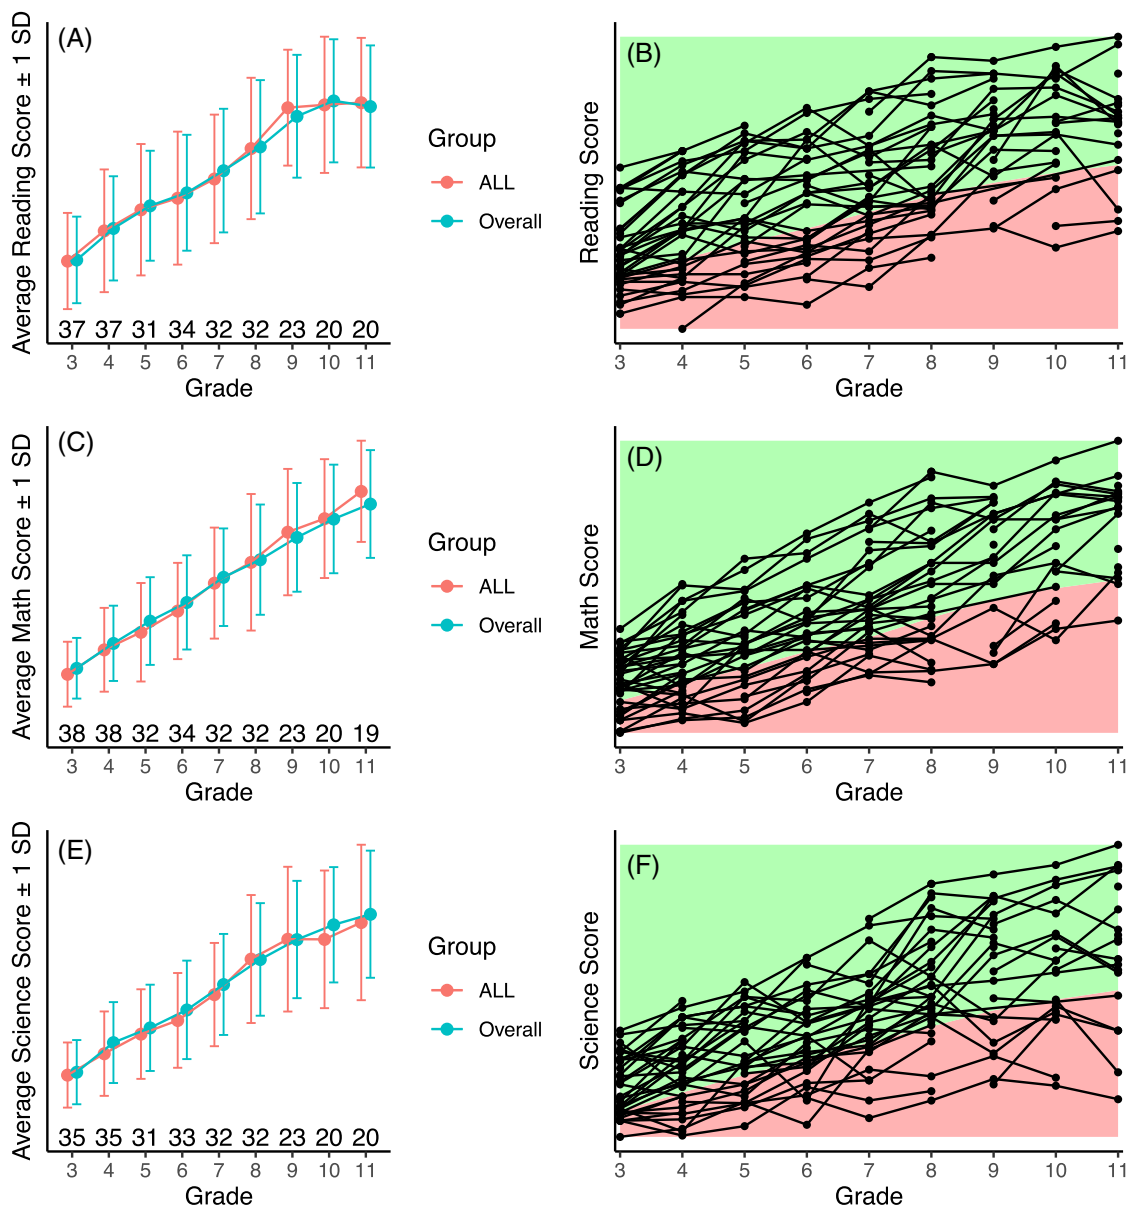 (A)
Average Reading Score ± 1 SD
37 37 31 34 32 32 23 20 20
3 4 5 6 7 8 9 10 11
Grade
Group
ALL
Overall
(B)
Reading Score
3 4 5 6 7 8 9 10 11
Grade
(C)
Average Math Score ± 1 SD
38 38 32 34 32 32 23 20 19
3 4 5 6 7 8 9 10 11
Grade
Group
ALL
Overall
(D)
Math Score
3 4 5 6 7 8 9 10 11
Grade
(E)
Average Science Score ± 1 SD
35 35 31 33 32 32 23 20 20
3 4 5 6 7 8 9 10 11
Grade
Group
ALL
Overall
(F)
Science Score
3 4 5 6 7 8 9 10 11
Grade